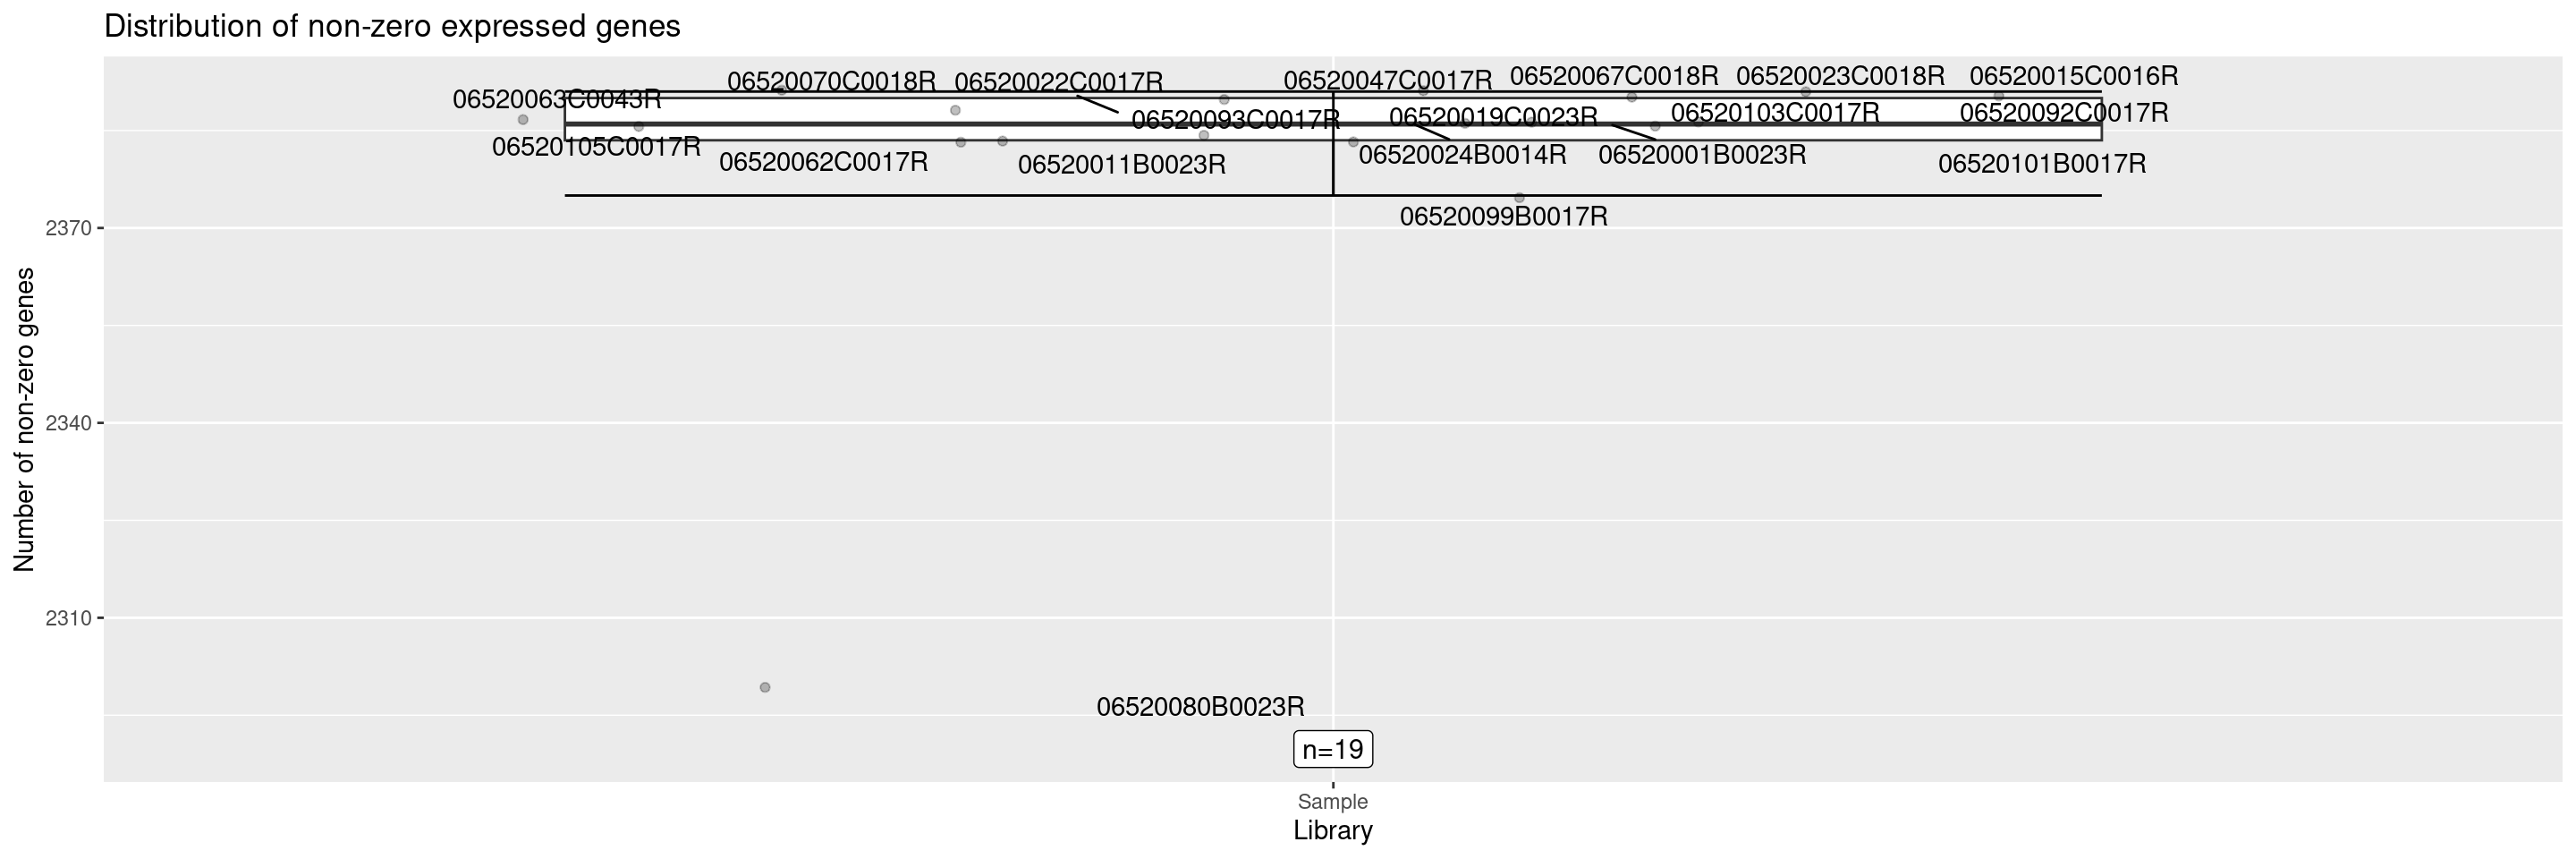 Distribution of non-zero expressed genes
06520070C0018R
06520022C0017R
06520047C0017R
06520067C0018R
06520023C0018R
06520015C0016R
06520063C0043R
06520093C0017R
06520019C0023R
06520103C0017R
06520092C0017R
06520105C0017R
06520062C0017R
06520011B0023R
06520024B0014R
06520001B0023R
06520101B0017R
06520099B0017R
2370
2340
2310
Number of non-zero genes
06520080B0023R
n=19
Sample
Library